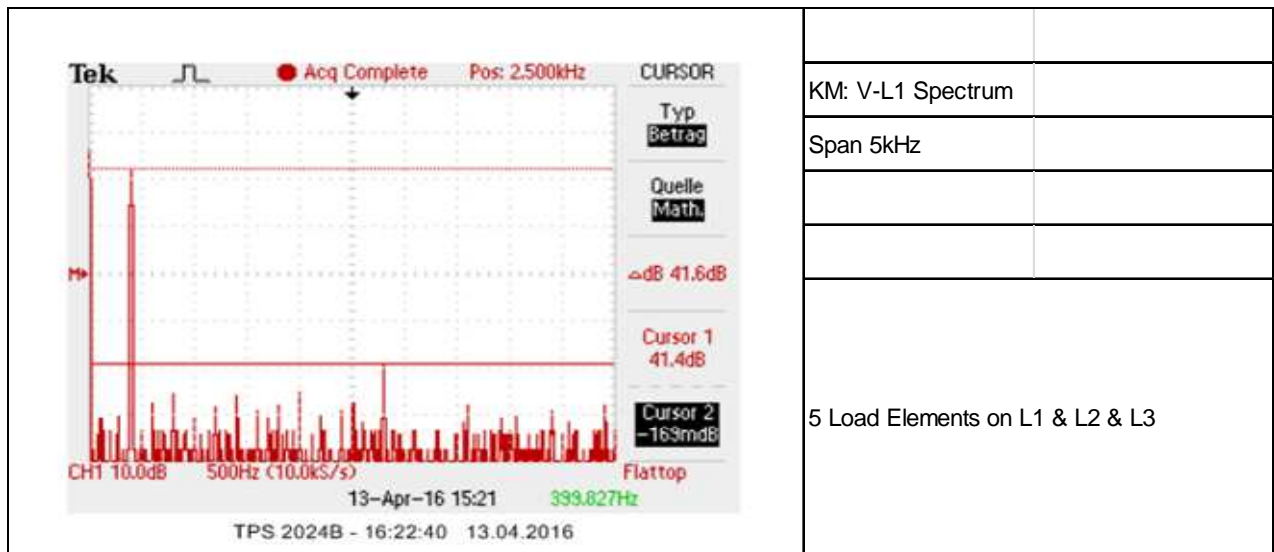 Tek Acq Complete Pos: 2.500kHz CURSOR
Typ
Betrag
Quelle
Math.
M
△dB 41.6dB
Cursor 1
41.4dB
Cursor 2
-169mdB
CH1 10.0dB 500Hz (10.0kS/s) Flattop
13-Apr-16 15:21 399.827Hz
TPS 2024B - 16:22:40 13.04.2016
KM: V-L1 Spectrum
Span 5kHz
5 Load Elements on L1 & L2 & L3